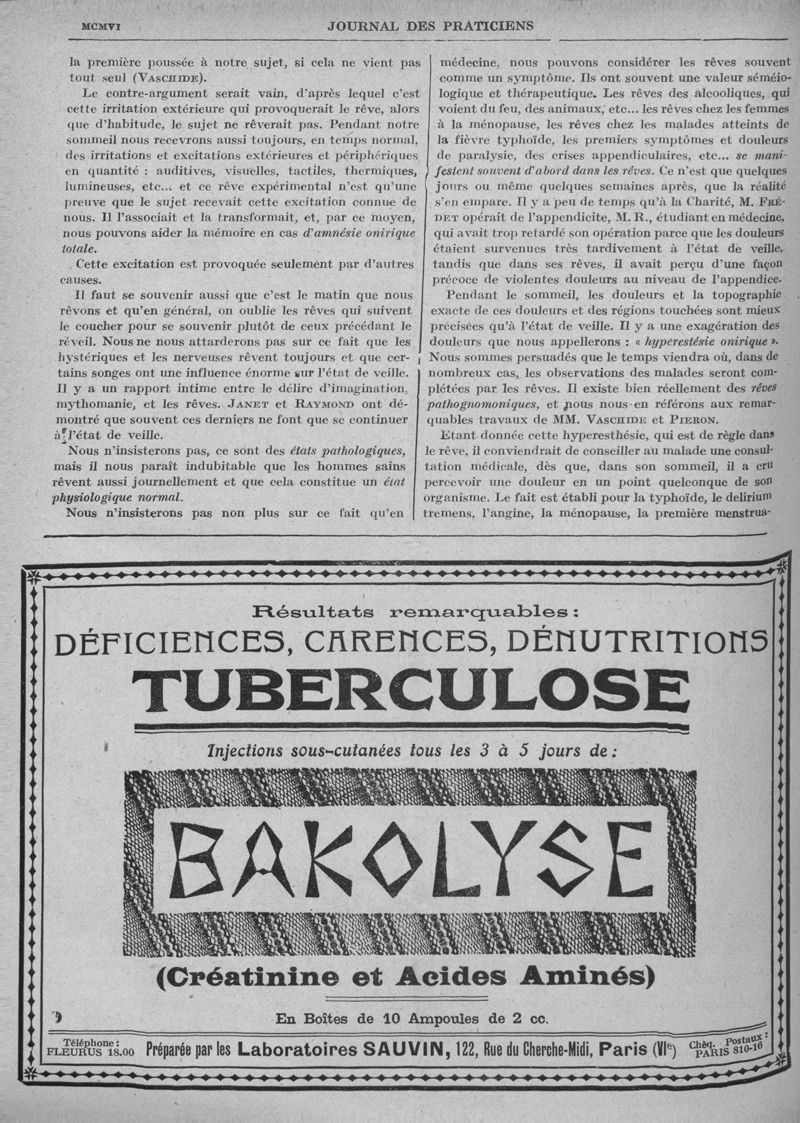 MCMVI
JOURNAL DES PRATICIENS
la première poussée à notre sujet, si cela ne vient pas
tout seul (VASCHIDE).
Le contre-argument serait vain, d'après lequel c'est
cette irritation extérieure qui provoquerait le rêve, alors
que d'habitude, le sujet ne rêverait pas. Pendant notre
sommeil nous recevrons aussi toujours, en temps normal,
des irritations et excitations extérieures et périphériques
en quantité : auditives, visuelles, tactiles, thermiques,
lumineuses, etc... et ce rêve expérimental n'est qu'une
preuve que le sujet recevait cette excitation connue de
nous. Il l'associait et la transformait, et, par ce moyen,
nous pouvons aider la mémoire en cas d'amnésie onirique
totale.
Cette excitation est provoquée seulement par d'autres
causes.
Il faut se souvenir aussi que c'est le matin que nous
rêvons et qu'en général, on oublie les rêves qui suivent
le coucher pour se souvenir plutôt de ceux précédant le
réveil. Nous ne nous attarderons pas sur ce fait que les
hystériques et les nerveuses rêvent toujours et que cer-
tains songes ont une influence énorme sur l'état de veille.
Il y a un rapport intime entre le délire d'imagination,
mythomanie, et les rêves. JANET et RAYMOND ont dé-
montré que souvent ces derniers ne font que se continuer
à l'état de veille.
Nous n'insisterons pas, ce sont des états pathologiques,
mais il nous paraît indubitable que les hommes sains
rêvent aussi journellement et que cela constitue un état
physiologique normal.
Nous n'insisterons pas non plus sur ce fait qu'en
médecine, nous pouvons considérer les rêves souvent
comme un symptôme. Ils ont souvent une valeur séméio-
logique et thérapeutique. Les rêves des alcooliques, qui
voient du feu, des animaux, etc... les rêves chez les femmes
à la ménopause, les rêves chez les malades atteints de
la fièvre typhoïde, les premiers symptômes et douleurs
de paralysie, des crises appendiculaires, etc... se mani-
festent souvent d'abord dans les rêves. Ce n'est que quelques
jours ou même quelques semaines après, que la réalité
s'en empare. Il y a peu de temps qu'à la Charité, M. FRÉ-
DET opérait de l'appendicite, M. R., étudiant en médecine,
qui avait trop retardé son opération parce que les douleurs
étaient survenues très tardivement à l'état de veille,
tandis que dans ses rêves, il avait perçu d'une façon
précoce de violentes douleurs au niveau de l'appendice.
Pendant le sommeil, les douleurs et la topographie
exacte de ces douleurs et des régions touchées sont mieux
précisées qu'à l'état de veille. Il y a une exagération des
douleurs que nous appellerons : « hyperestésie onirique ».
Nous sommes persuadés que le temps viendra où, dans de
nombreux cas, les observations des malades seront com-
plétées par les rêves. Il existe bien réellement des rêves
pathognomoniques, et nous nous en référons aux remar-
quables travaux de MM. VASCHIDE et PIERON.
Etant donnée cette hyperesthésie, qui est de règle dans
le rêve, il conviendrait de conseiller au malade une consul-
tation médicale, dès que, dans son sommeil, il a cru
percevoir une douleur en un point quelconque de son
organisme. Le fait est établi pour la typhoïde, le delirium
tremens, l'angine, la ménopause, la première menstrua-
Résultats remarquables :
DÉFICIENCES, CARENCES, DÉNUTRITIONS
TUBERCULOSE
Injections sous-cutanées tous les 3 à 5 jours de :
BAKOLYSE
(Créatinine et Acides Aminés)
En Boîtes de 10 Ampoules de 2 cc.
Téléphone :
FLEURUS 18.00
Préparée par les Laboratoires SAUVIN, 122, Rue du Cherche-Midi, Paris (VIe)
Chèq. Postaux :
PARIS 810-16